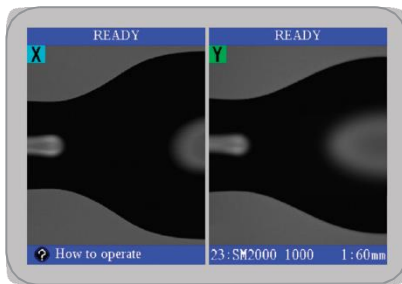 READY
X
READY
Y
How to operate
23:SM2000 1000 1:60mm